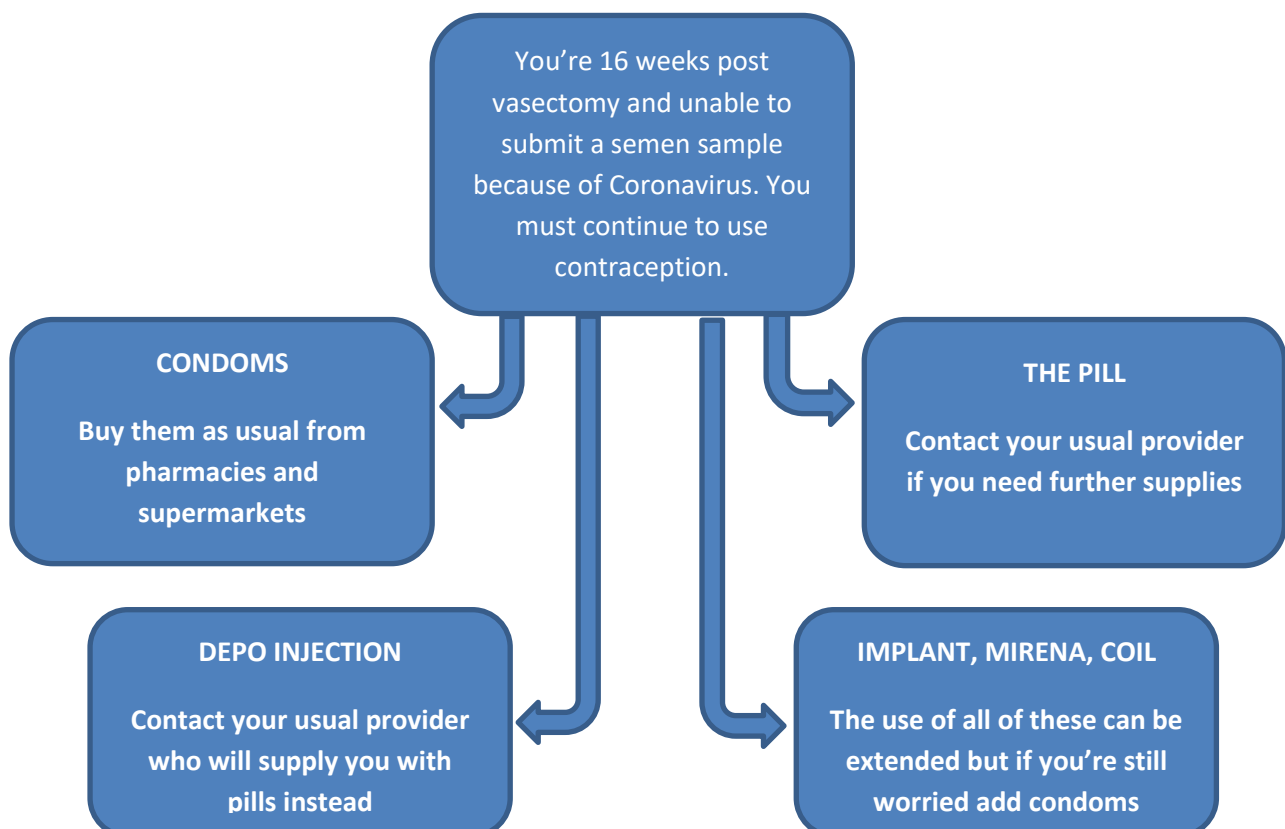 You’re 16 weeks post
vasectomy and unable to
submit a semen sample
because of Coronavirus. You
must continue to use
contraception.
CONDOMS
Buy them as usual from
pharmacies and
supermarkets
THE PILL
Contact your usual provider
if you need further supplies
DEPO INJECTION
Contact your usual provider
who will supply you with
pills instead
IMPLANT, MIRENA, COIL
The use of all of these can be
extended but if you’re still
worried add condoms